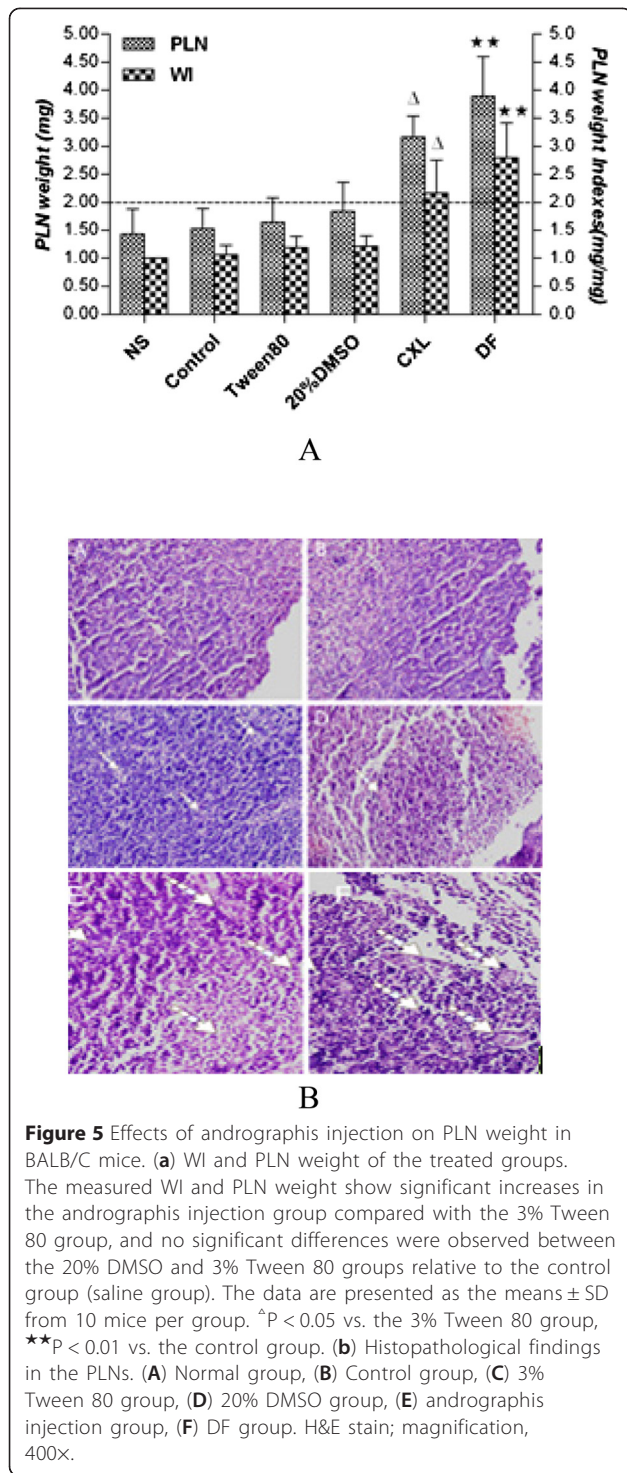 5.00
4.50
4.00
3.50
3.00
2.50
2.00
1.50
1.00
0.50
0.00
PLN weight (mg)
PLN
WI
Δ
Δ
★★
★★
5.0
4.5
4.0
3.5
3.0
2.5
2.0
1.5
1.0
0.5
0.0
PLN weight Indexes(mg/mg)
NS
Control
Tween80
20%DMSO
CXL
DF
A
A
B
C
D
E
F
B
Figure 5 Effects of andrographis injection on PLN weight in
BALB/C mice. (a) WI and PLN weight of the treated groups.
The measured WI and PLN weight show significant increases in
the andrographis injection group compared with the 3% Tween
80 group, and no significant differences were observed between
the 20% DMSO and 3% Tween 80 groups relative to the control
group (saline group). The data are presented as the means ± SD
from 10 mice per group. ΔP < 0.05 vs. the 3% Tween 80 group,
★★P < 0.01 vs. the control group. (b) Histopathological findings
in the PLNs. (A) Normal group, (B) Control group, (C) 3%
Tween 80 group, (D) 20% DMSO group, (E) andrographis
injection group, (F) DF group. H&E stain; magnification,
400×.